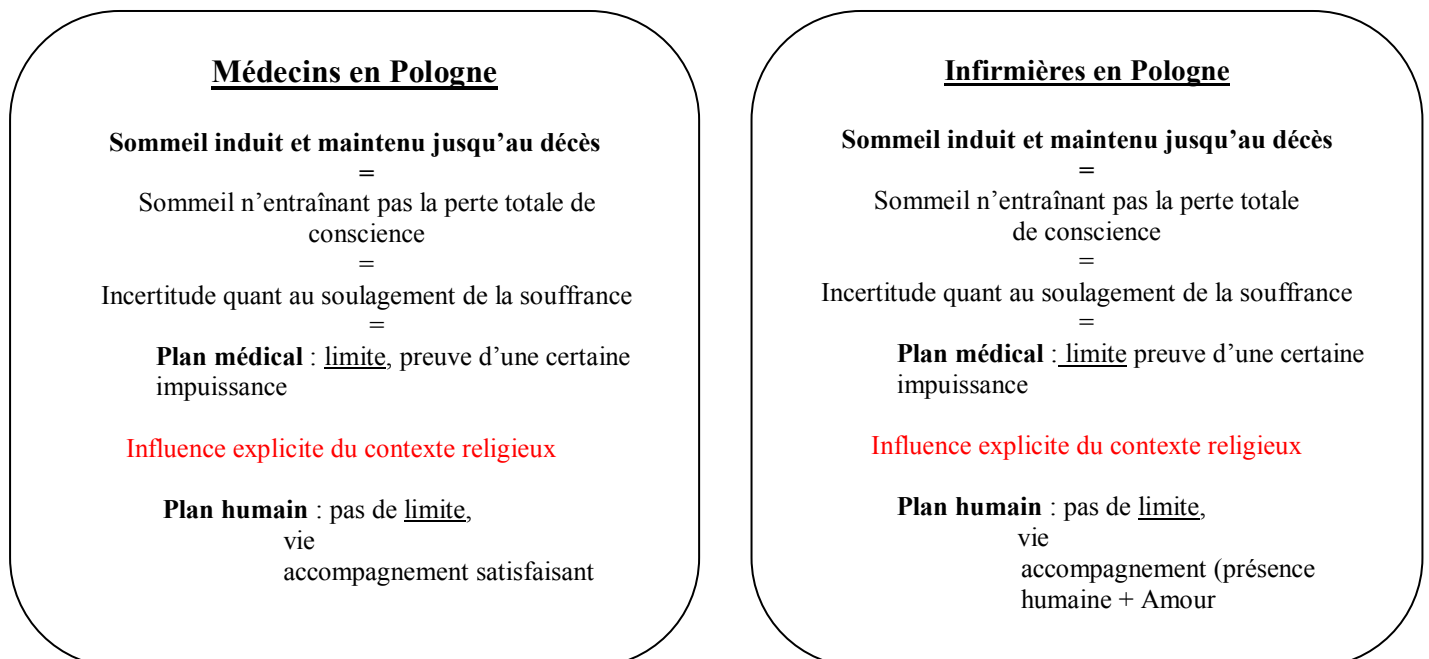 Médecins en Pologne
Sommeil induit et maintenu jusqu’au décès
=
Sommeil n’entraînant pas la perte totale de
conscience
=
Incertitude quant au soulagement de la souffrance
=
Plan médical : limite, preuve d’une certaine
impuissance
Influence explicite du contexte religieux
Plan humain : pas de limite,
vie
accompagnement satisfaisant
Infirmières en Pologne
Sommeil induit et maintenu jusqu’au décès
=
Sommeil n’entraînant pas la perte totale
de conscience
=
Incertitude quant au soulagement de la souffrance
=
Plan médical : limite preuve d’une certaine
impuissance
Influence explicite du contexte religieux
Plan humain : pas de limite,
vie
accompagnement (présence
humaine + Amour